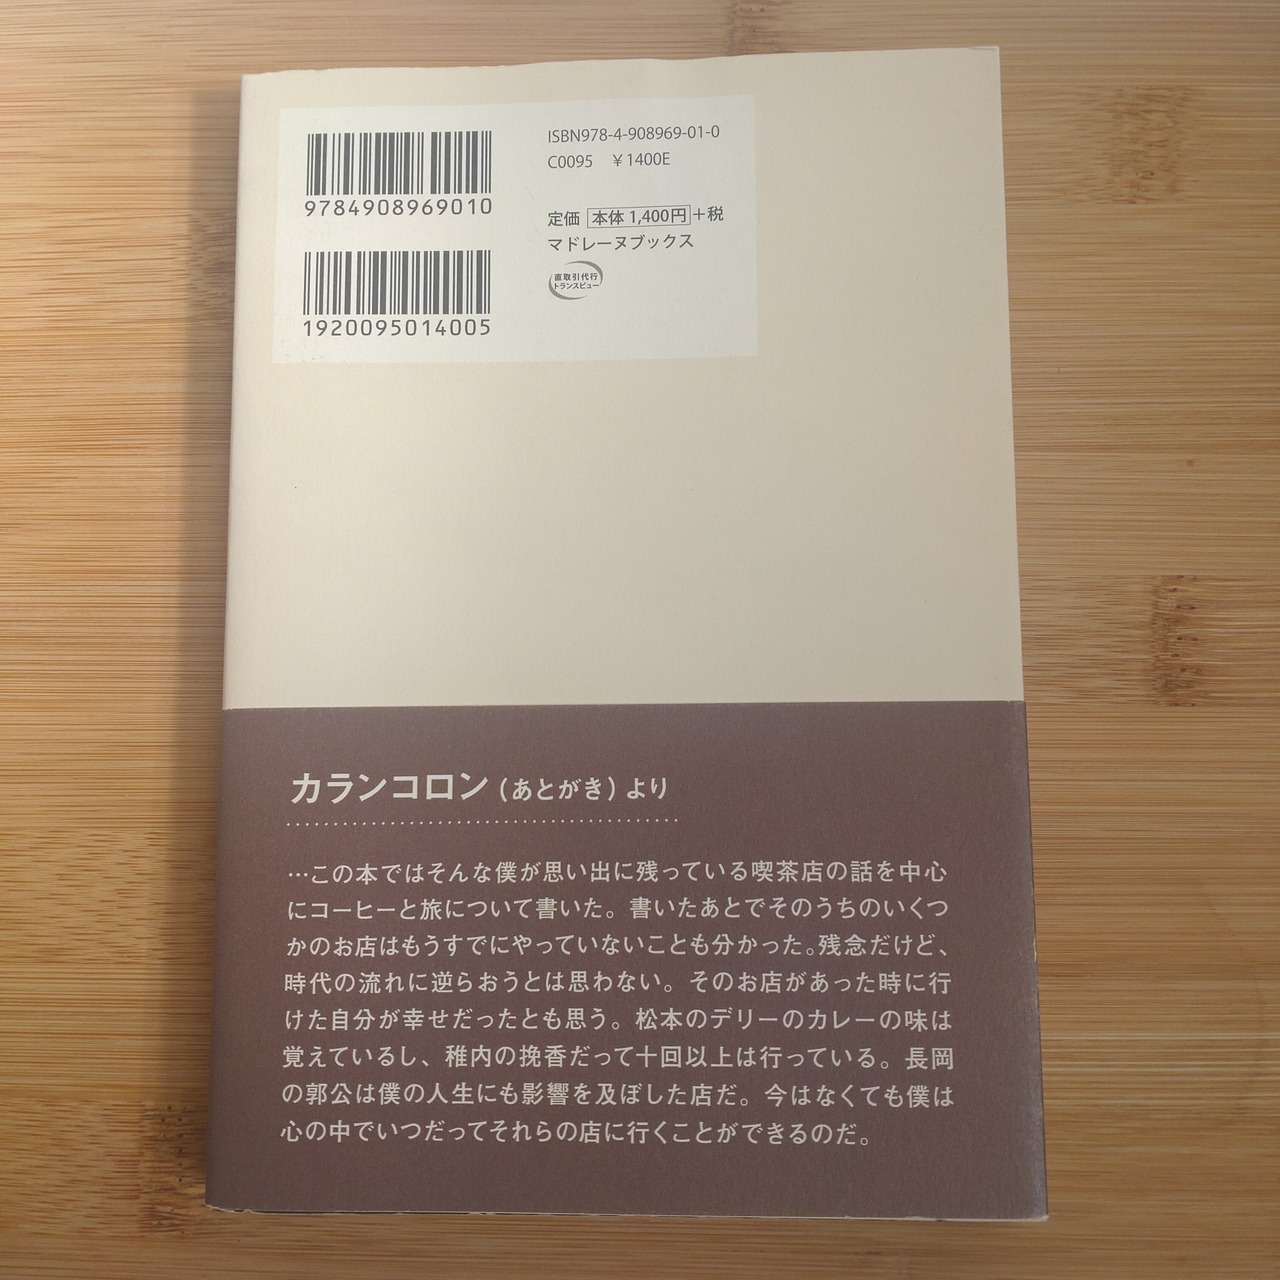 9784908969010
ISBN978-4-908969-01-0
C0095 ￥1400E
1920095014005
定価 本体 1,400円+税
マドレーヌブックス
直取引代行
トランスビュー
カランコロン(あとがき)より
…この本ではそんな僕が思い出に残っている喫茶店の話を中心
にコーヒーと旅について書いた。書いたあとでそのうちのいくつ
かのお店はもうすでにやっていないことも分かった。残念だけど、
時代の流れに逆らおうとは思わない。そのお店があった時に行
けた自分が幸せだったとも思う。松本のデリーのカレーの味は
覚えているし、稚内の挽香だって十回以上は行っている。長岡
の郭公は僕の人生にも影響を及ぼした店だ。今はなくても僕は
心の中でいつだってそれらの店に行くことができるのだ。